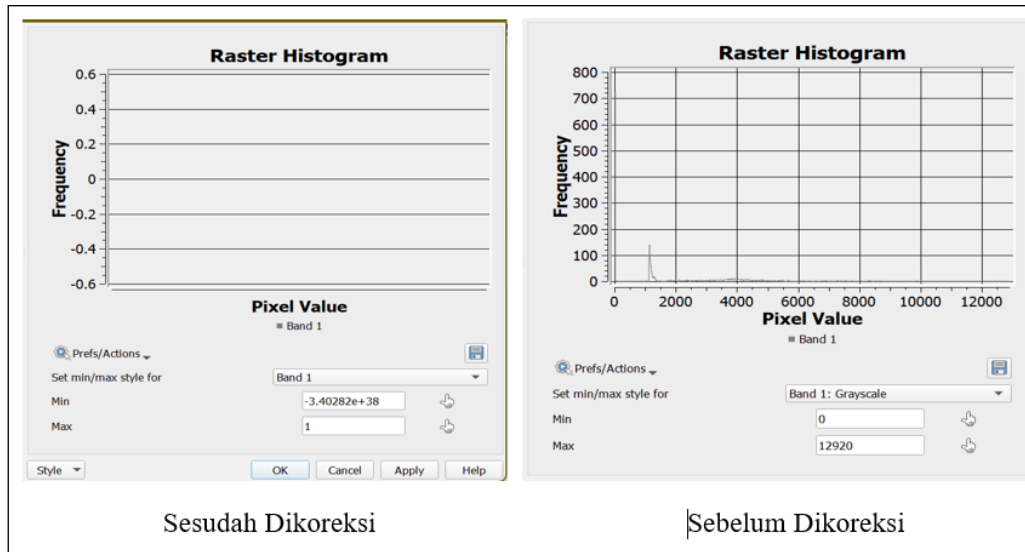 Raster Histogram
0.6
0.4
0.2
0
-0.2
-0.4
-0.6
Frequency
Pixel Value
Band 1
Prefs/Actions
Set min/max style for Band 1
Min -3.40282e+38
Max 1
Style OK Cancel Apply Help
Sesudah Dikoreksi
Raster Histogram
800
700
600
500
400
300
200
100
0
Frequency
0 2000 4000 6000 8000 10000 12000
Pixel Value
Band 1
Prefs/Actions
Set min/max style for Band 1: Grayscale
Min 0
Max 12920
Sebelum Dikoreksi